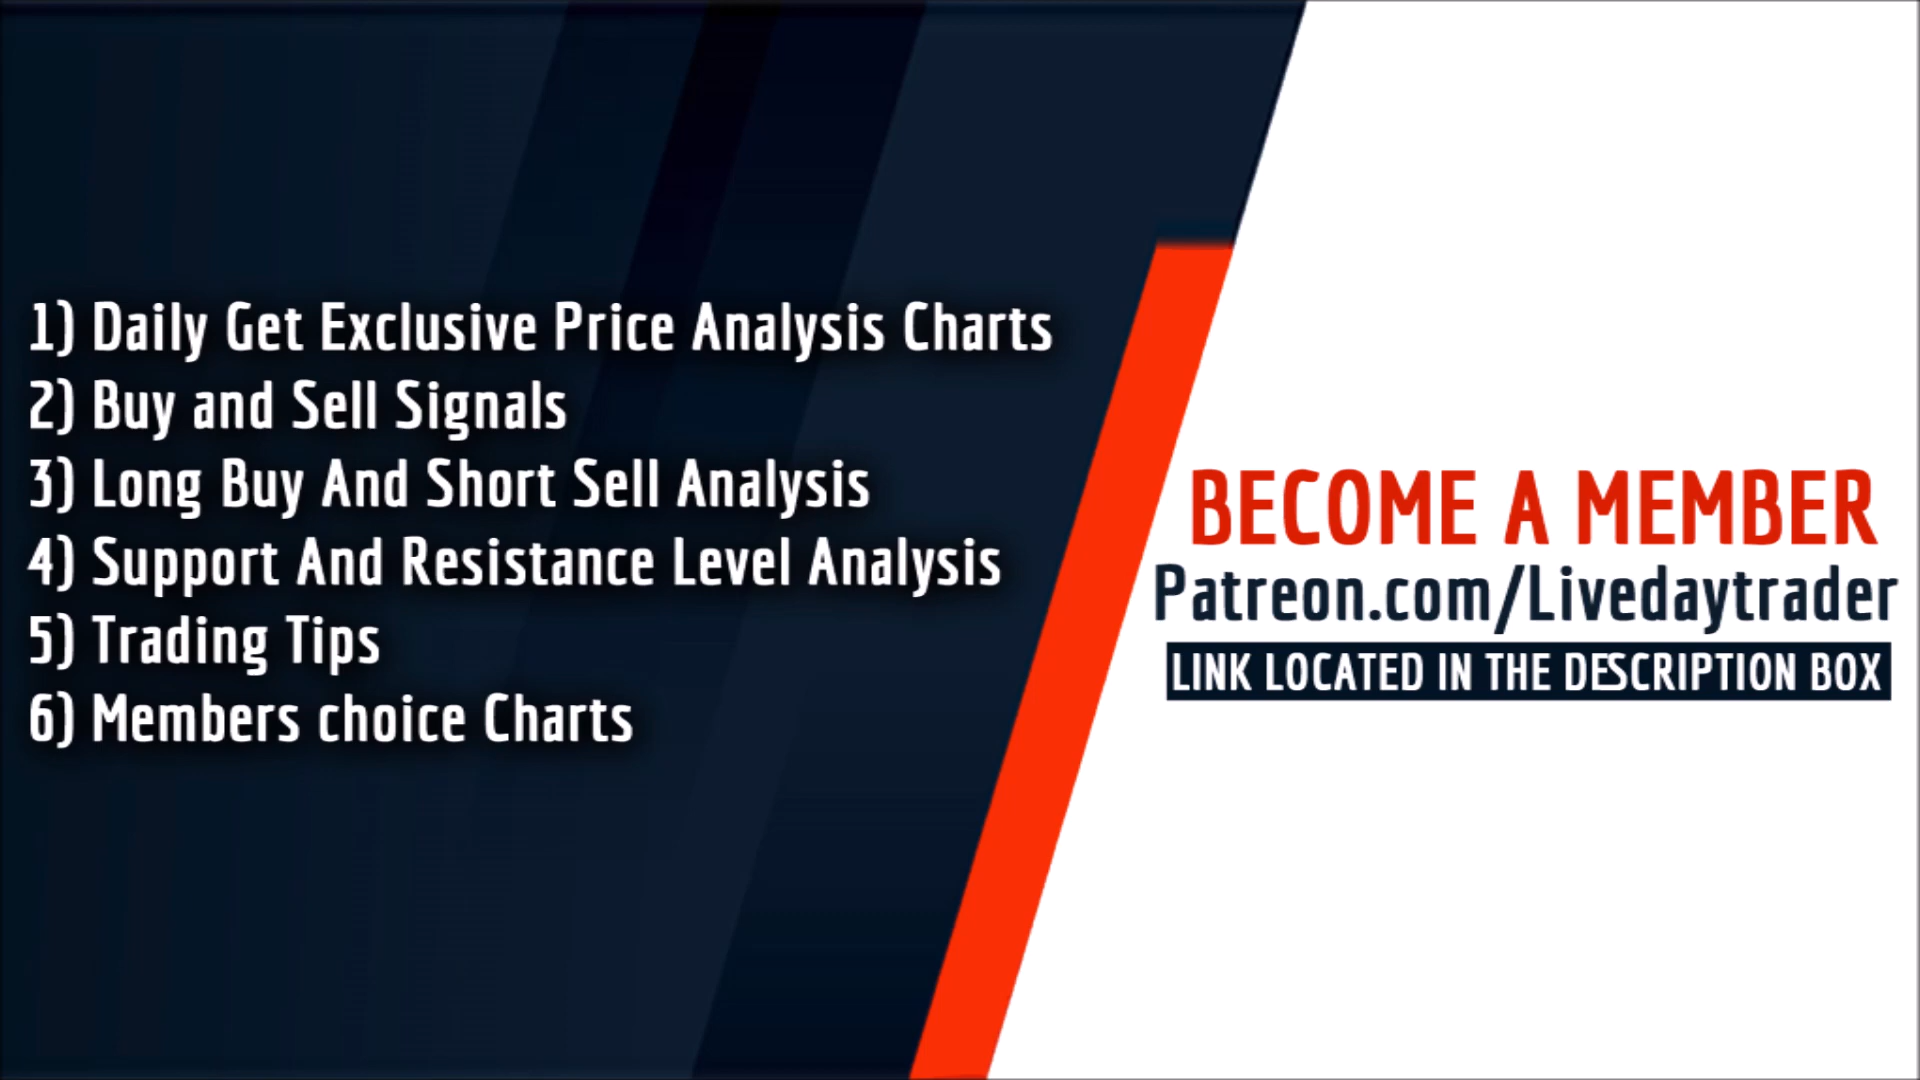 1) Daily Get Exclusive Price Analysis Charts
2) Buy and Sell Signals
3) Long Buy And Short Sell Analysis
4) Support And Resistance Level Analysis
5) Trading Tips
6) Members choice Charts
BECOME A MEMBER
Patreon.com/Livedaytrader
LINK LOCATED IN THE DESCRIPTION BOX